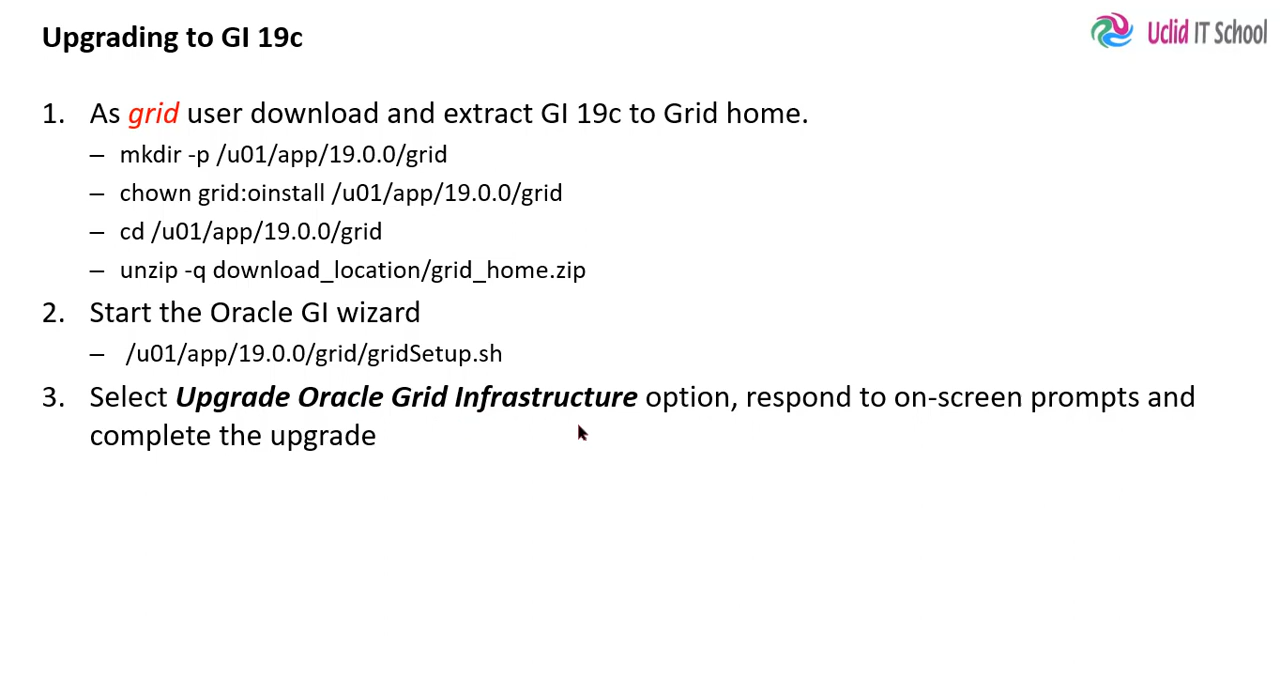 Upgrading to GI 19c
Uclid IT School
1. As grid user download and extract GI 19c to Grid home.
– mkdir -p /u01/app/19.0.0/grid
– chown grid:oinstall /u01/app/19.0.0/grid
– cd /u01/app/19.0.0/grid
– unzip -q download_location/grid_home.zip
2. Start the Oracle GI wizard
– /u01/app/19.0.0/grid/gridSetup.sh
3. Select Upgrade Oracle Grid Infrastructure option, respond to on-screen prompts and
complete the upgrade